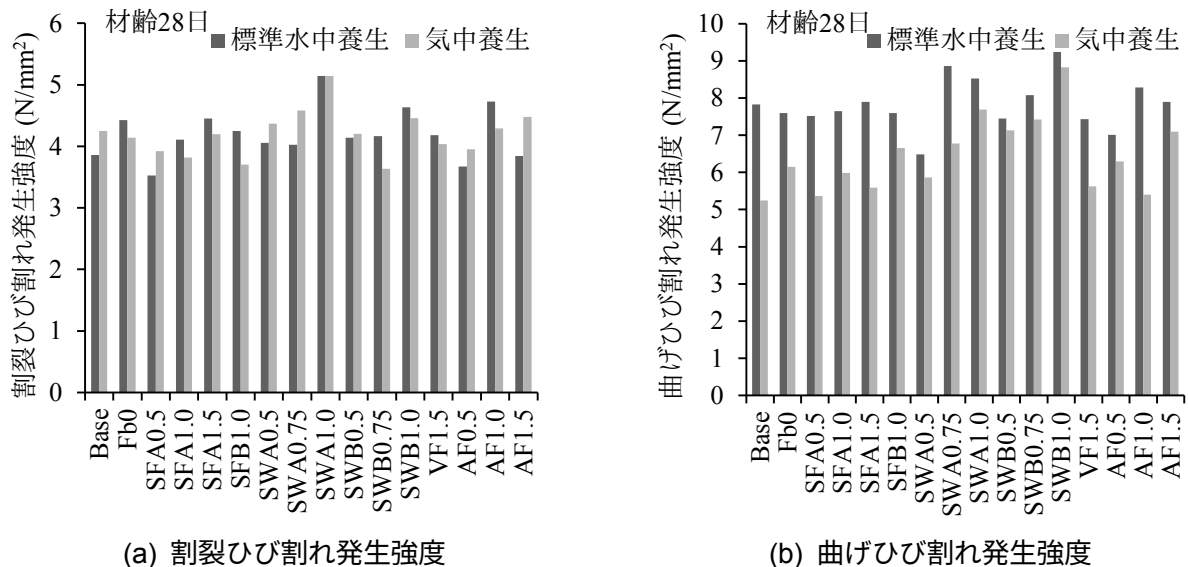 材齢28日
■標準水中養生 ■気中養生
割裂ひび割れ発生強度 (N/mm²)
6
5
4
3
2
1
0
Base
Fb0
SFA0.5
SFA1.0
SFA1.5
SFB1.0
SWA0.5
SWA0.75
SWA1.0
SWB0.5
SWB0.75
SWB1.0
VF1.5
AF0.5
AF1.0
AF1.5
(a) 割裂ひび割れ発生強度
材齢28日
■標準水中養生 ■気中養生
曲げひび割れ発生強度 (N/mm²)
10
9
8
7
6
5
4
3
2
1
0
Base
Fb0
SFA0.5
SFA1.0
SFA1.5
SFB1.0
SWA0.5
SWA0.75
SWA1.0
SWB0.5
SWB0.75
SWB1.0
VF1.5
AF0.5
AF1.0
AF1.5
(b) 曲げひび割れ発生強度